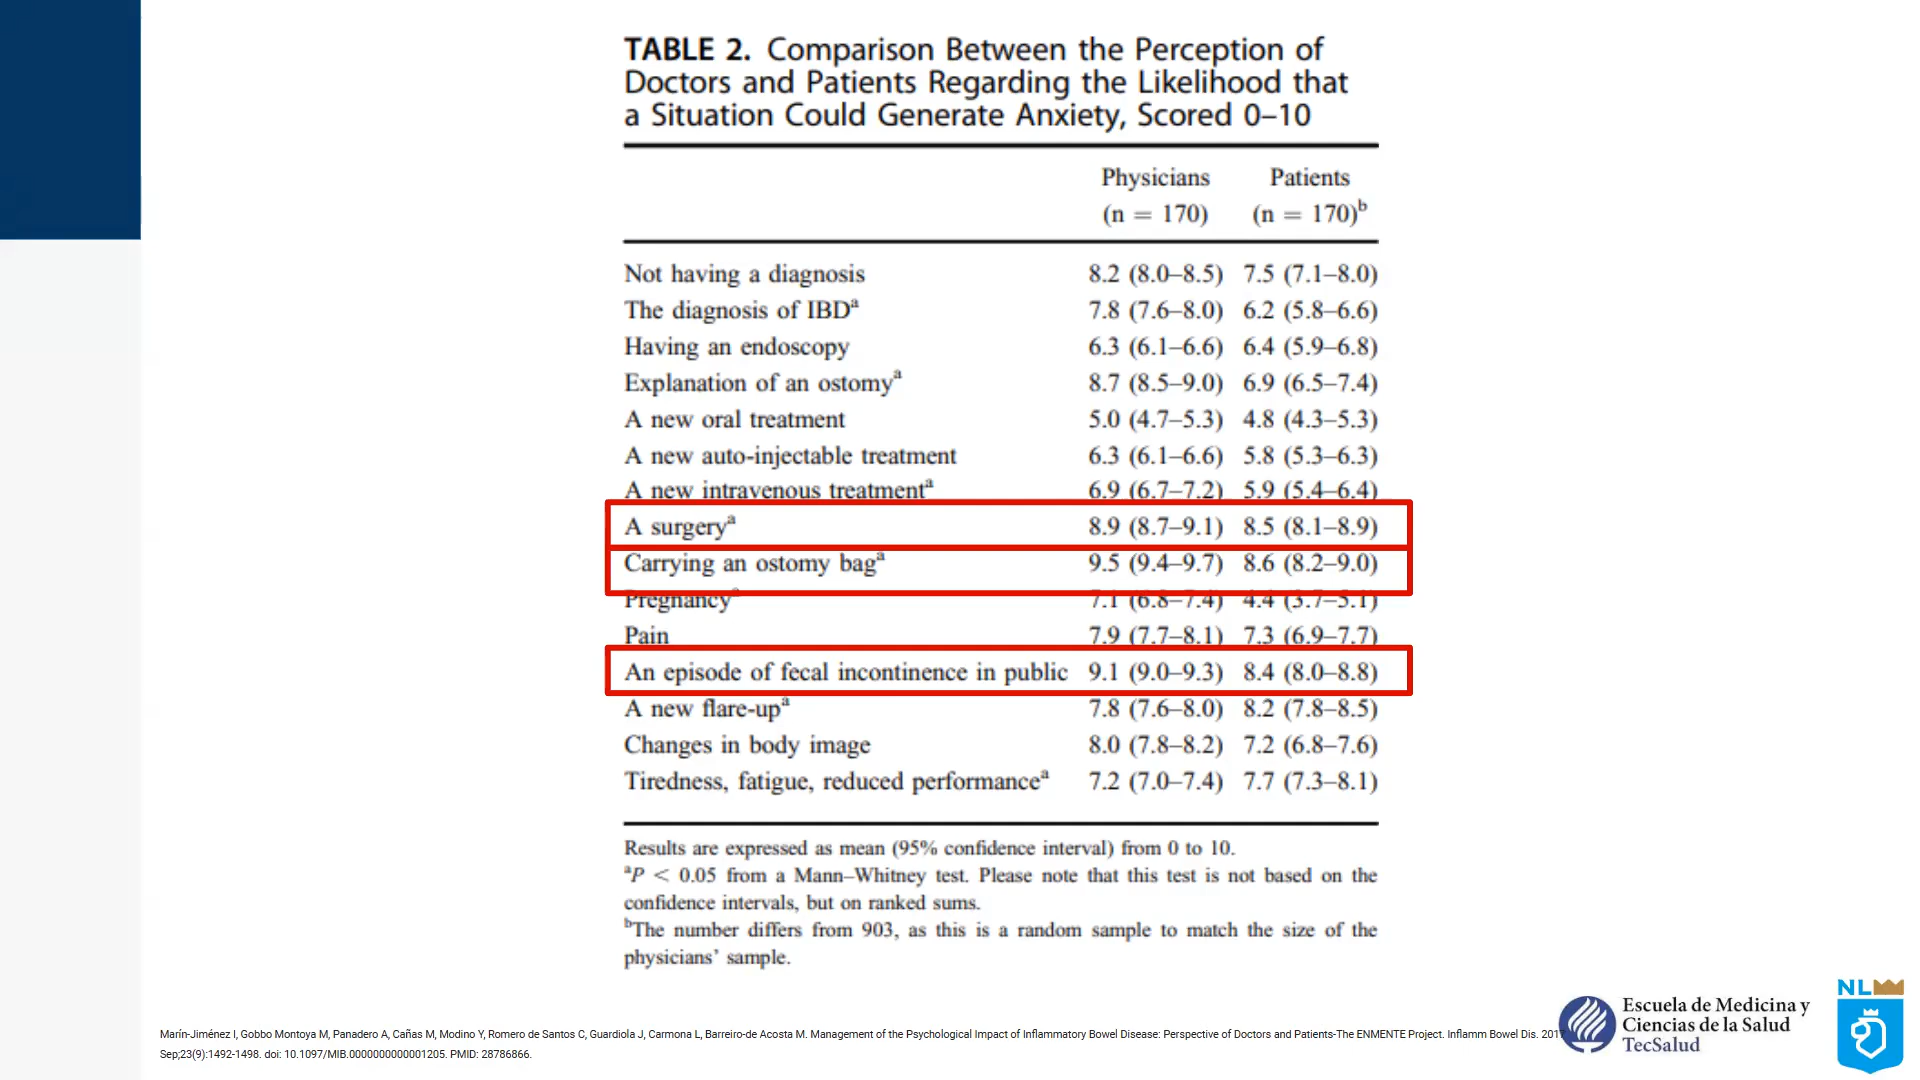 TABLE 2. Comparison Between the Perception of
Doctors and Patients Regarding the Likelihood that
a Situation Could Generate Anxiety, Scored 0–10
Physicians Patients
(n = 170) (n = 170)b
Not having a diagnosis 8.2 (8.0–8.5) 7.5 (7.1–8.0)
The diagnosis of IBDa 7.8 (7.6–8.0) 6.2 (5.8–6.6)
Having an endoscopy 6.3 (6.1–6.6) 6.4 (5.9–6.8)
Explanation of an ostomya 8.7 (8.5–9.0) 6.9 (6.5–7.4)
A new oral treatment 5.0 (4.7–5.3) 4.8 (4.3–5.3)
A new auto-injectable treatment 6.3 (6.1–6.6) 5.8 (5.3–6.3)
A new intravenous treatmenta 6.9 (6.7–7.2) 5.9 (5.4–6.4)
A surgerya 8.9 (8.7–9.1) 8.5 (8.1–8.9)
Carrying an ostomy baga 9.5 (9.4–9.7) 8.6 (8.2–9.0)
Pregnancya 7.1 (6.8–7.4) 4.4 (3.7–5.1)
Pain 7.9 (7.7–8.1) 7.3 (6.9–7.7)
An episode of fecal incontinence in public 9.1 (9.0–9.3) 8.4 (8.0–8.8)
A new flare-upa 7.8 (7.6–8.0) 8.2 (7.8–8.5)
Changes in body image 8.0 (7.8–8.2) 7.2 (6.8–7.6)
Tiredness, fatigue, reduced performancea 7.2 (7.0–7.4) 7.7 (7.3–8.1)
Results are expressed as mean (95% confidence interval) from 0 to 10.
aP < 0.05 from a Mann–Whitney test. Please note that this test is not based on the
confidence intervals, but on ranked sums.
bThe number differs from 903, as this is a random sample to match the size of the
physicians' sample.
Marín-Jiménez I, Gobbo Montoya M, Panadero A, Cañas M, Modino Y, Romero de Santos C, Guardiola J, Carmona L, Barreiro-de Acosta M. Management of the Psychological Impact of Inflammatory Bowel Disease: Perspective of Doctors and Patients-The ENMENTE Project. Inflamm Bowel Dis. 2017
Sep;23(9):1492-1498. doi: 10.1097/MIB.0000000000001205. PMID: 28786866.
Escuela de Medicina y
Ciencias de la Salud
TecSalud
NL